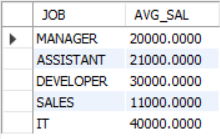 JOB AVG_SAL
MANAGER 20000.0000
ASSISTANT 21000.0000
DEVELOPER 30000.0000
SALES 11000.0000
IT 40000.0000